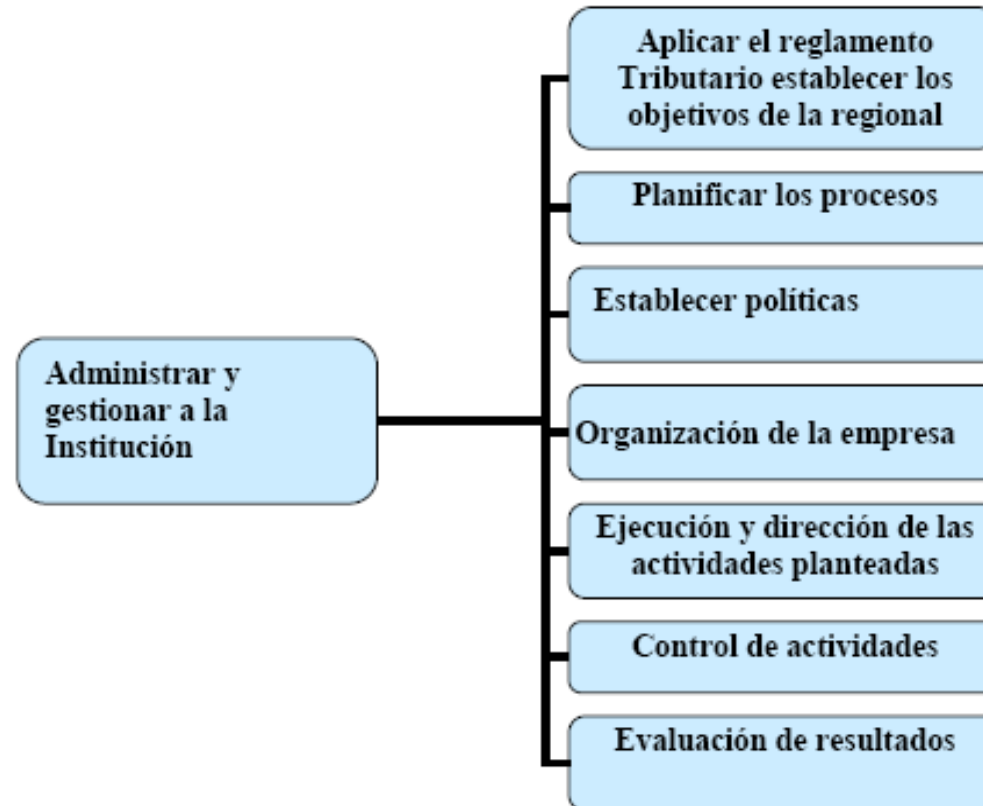 Aplicar el reglamento
Tributario establecer los
objetivos de la regional
Planificar los procesos
Establecer políticas
Administrar y
gestionar a la
Institución
Organización de la empresa
Ejecución y dirección de las
actividades planteadas
Control de actividades
Evaluación de resultados